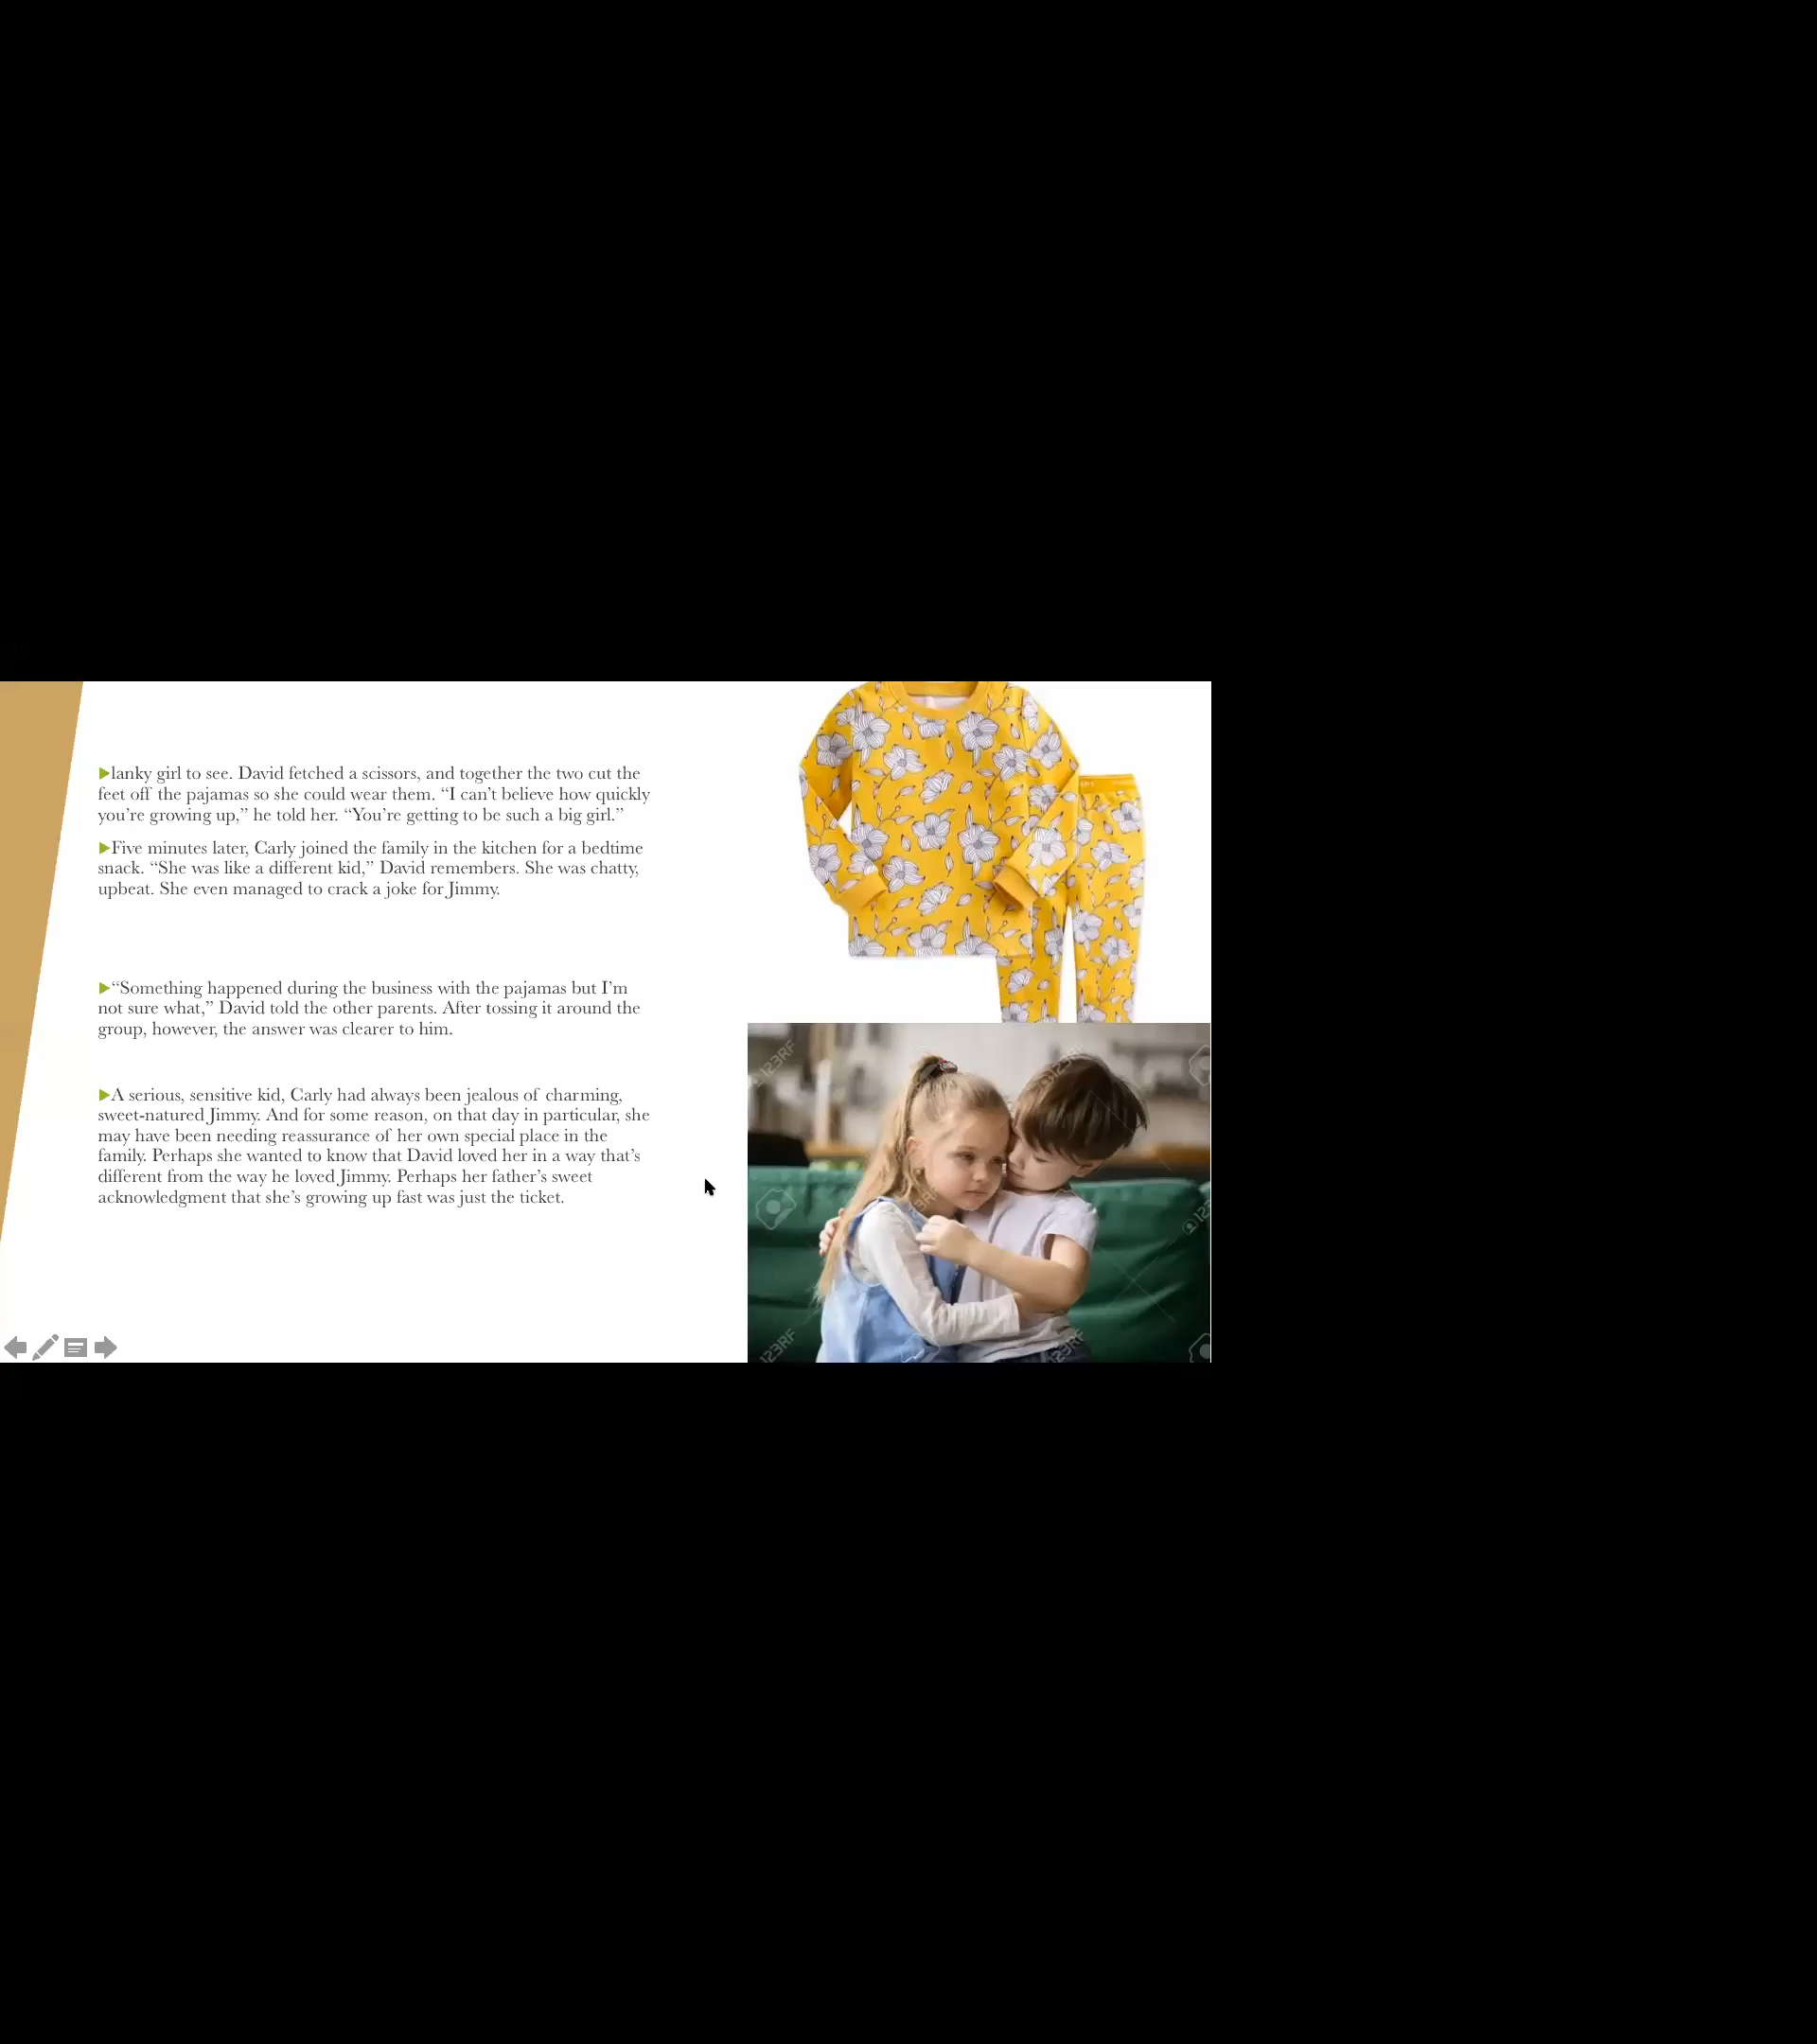 ▶lanky girl to see. David fetched a scissors, and together the two cut the
feet off the pajamas so she could wear them. “I can’t believe how quickly
you’re growing up,” he told her. “You’re getting to be such a big girl.”
▶Five minutes later, Carly joined the family in the kitchen for a bedtime
snack. “She was like a different kid,” David remembers. She was chatty,
upbeat. She even managed to crack a joke for Jimmy.
▶“Something happened during the business with the pajamas but I’m
not sure what,” David told the other parents. After tossing it around the
group, however, the answer was clearer to him.
▶A serious, sensitive kid, Carly had always been jealous of charming,
sweet-natured Jimmy. And for some reason, on that day in particular, she
may have been needing reassurance of her own special place in the
family. Perhaps she wanted to know that David loved her in a way that’s
different from the way he loved Jimmy. Perhaps her father’s sweet
acknowledgment that she’s growing up fast was just the ticket.
123RF
123RF
123RF
123
123RF
123RF